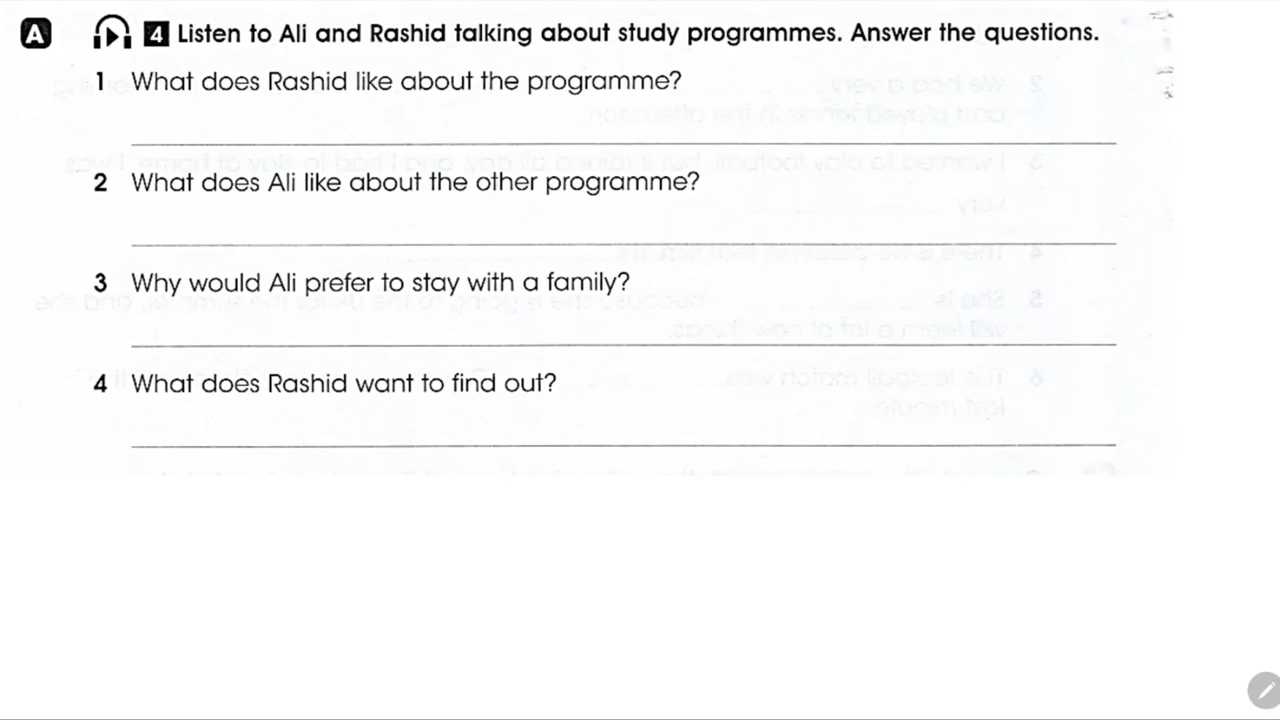 A 4 Listen to Ali and Rashid talking about study programmes. Answer the questions.
1 What does Rashid like about the programme?
2 What does Ali like about the other programme?
3 Why would Ali prefer to stay with a family?
4 What does Rashid want to find out?